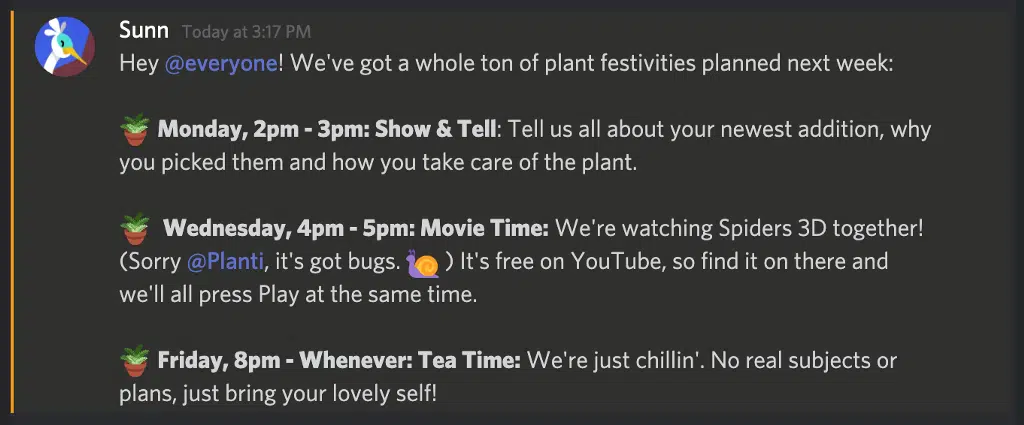 Sunn Today at 3:17 PM
Hey @everyone! We've got a whole ton of plant festivities planned next week:
Monday, 2pm - 3pm: Show & Tell: Tell us all about your newest addition, why
you picked them and how you take care of the plant.
Wednesday, 4pm - 5pm: Movie Time: We're watching Spiders 3D together!
(Sorry @Planti, it's got bugs. ) It's free on YouTube, so find it on there and
we'll all press Play at the same time.
Friday, 8pm - Whenever: Tea Time: We're just chillin'. No real subjects or
plans, just bring your lovely self!